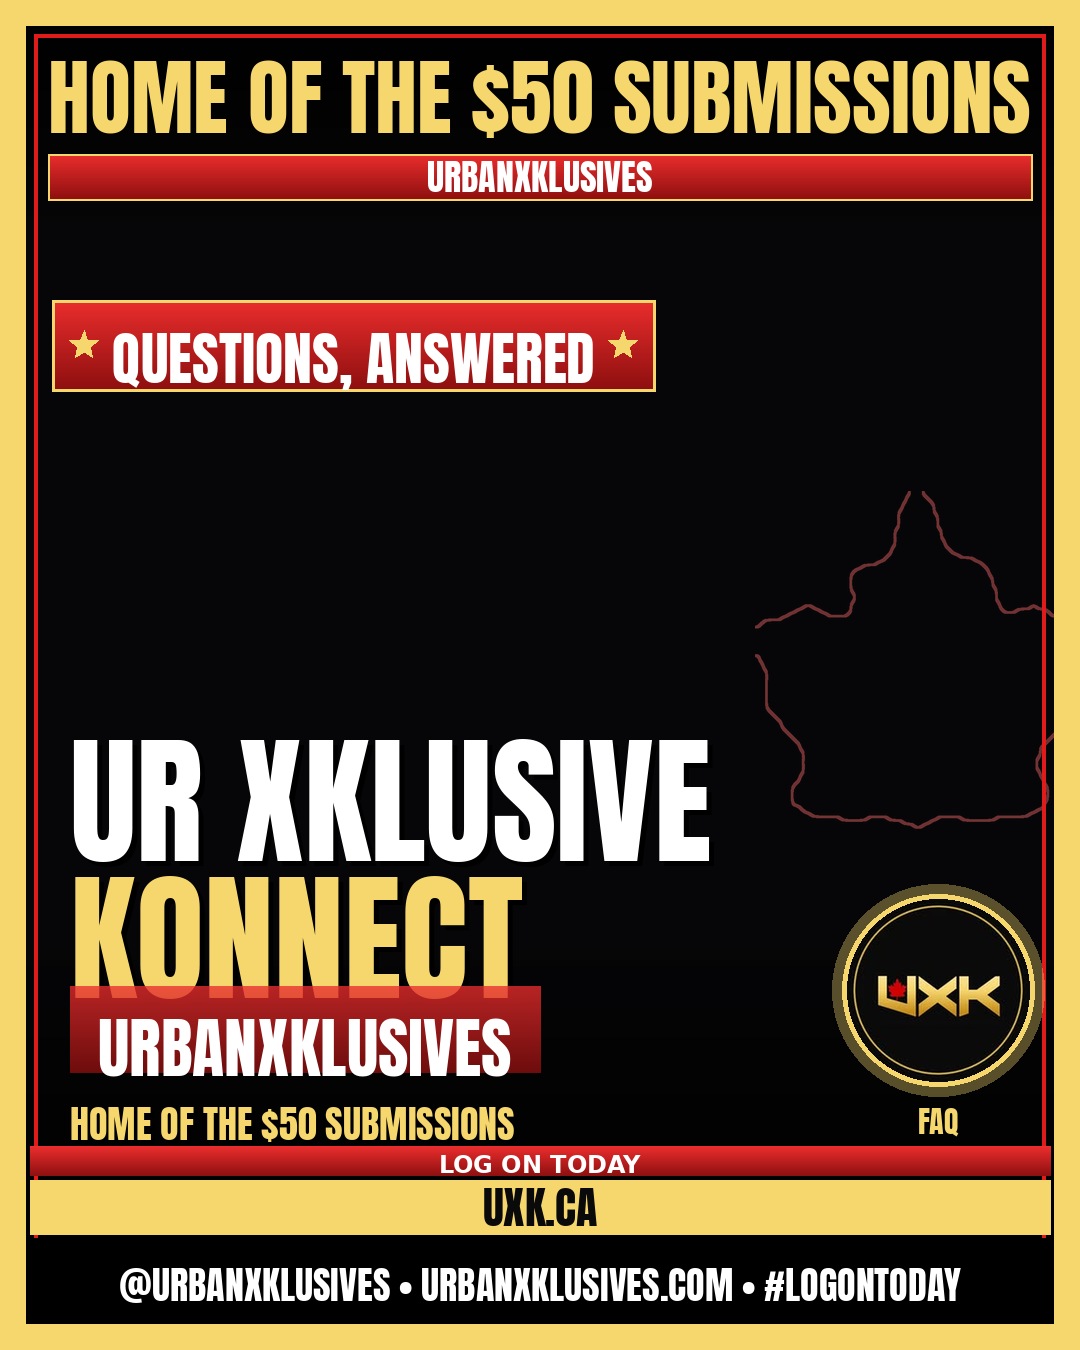 HOME OF THE $50 SUBMISSIONS
URBANXKLUSIVES
QUESTIONS, ANSWERED
UR XKLUSIVE
KONNECT
URBANXKLUSIVES
UXK
HOME OF THE $50 SUBMISSIONS
FAQ
LOG ON TODAY
UXK.CA
@URBANXKLUSIVES • URBANXKLUSIVES.COM • #LOGONTODAY